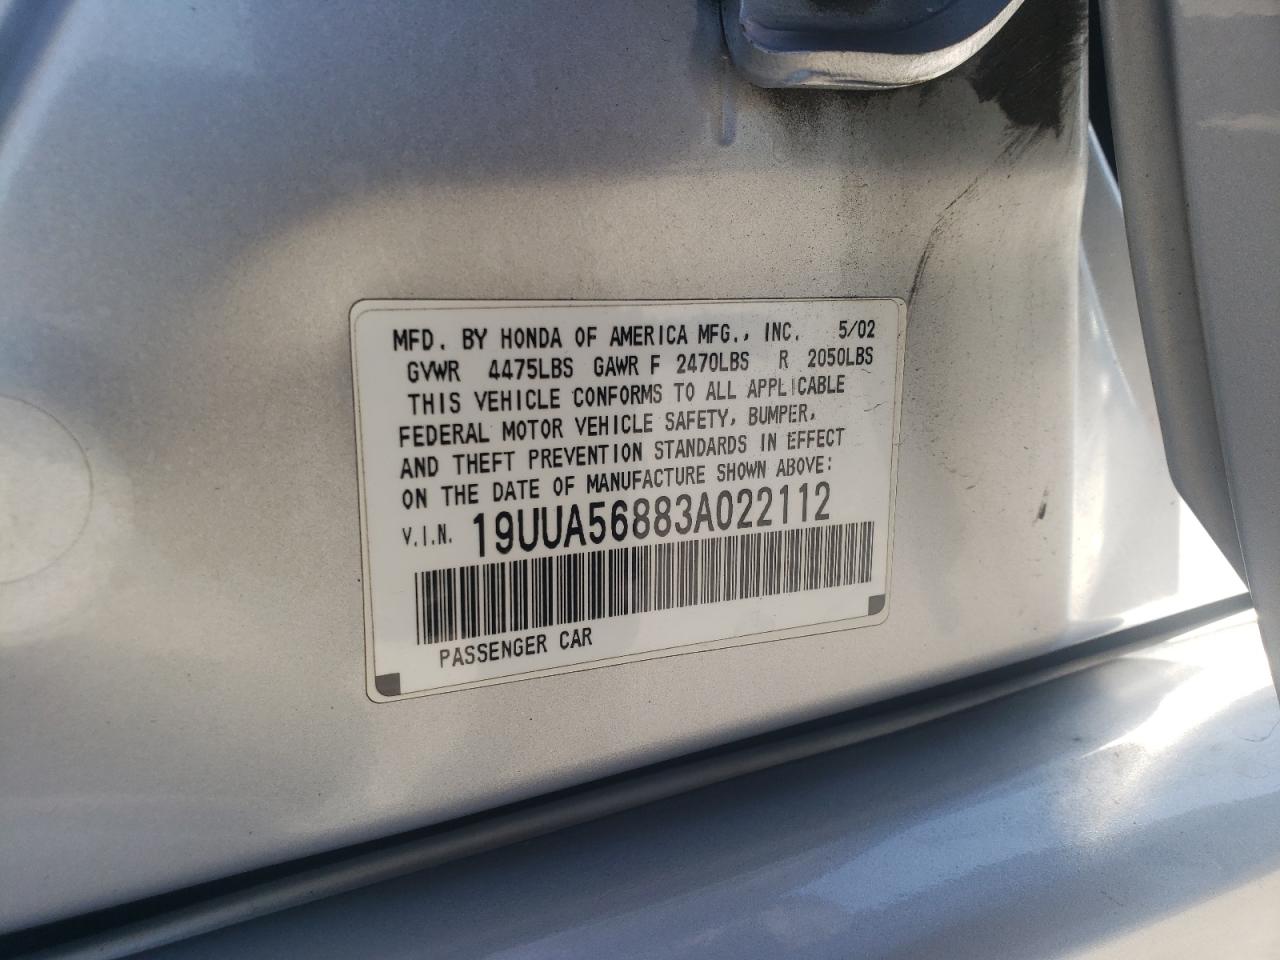 MFD. BY HONDA OF AMERICA MFG., INC. 5/02
GVWR 4475LBS GAWR F 2470LBS R 2050LBS
THIS VEHICLE CONFORMS TO ALL APPLICABLE
FEDERAL MOTOR VEHICLE SAFETY, BUMPER,
AND THEFT PREVENTION STANDARDS IN EFFECT
ON THE DATE OF MANUFACTURE SHOWN ABOVE:
V.I.N. 19UUA56883A022112
PASSENGER CAR